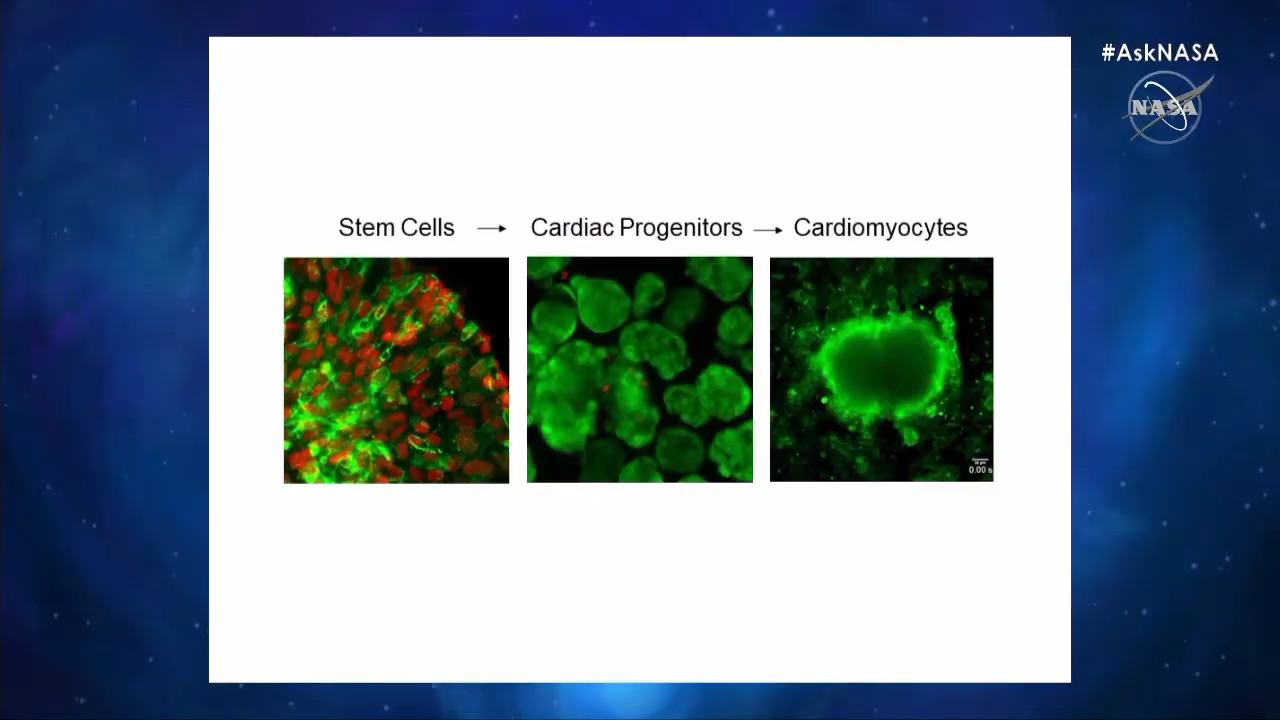 #AskNASA
NASA
Stem Cells → Cardiac Progenitors → Cardiomyocytes
0.00 s